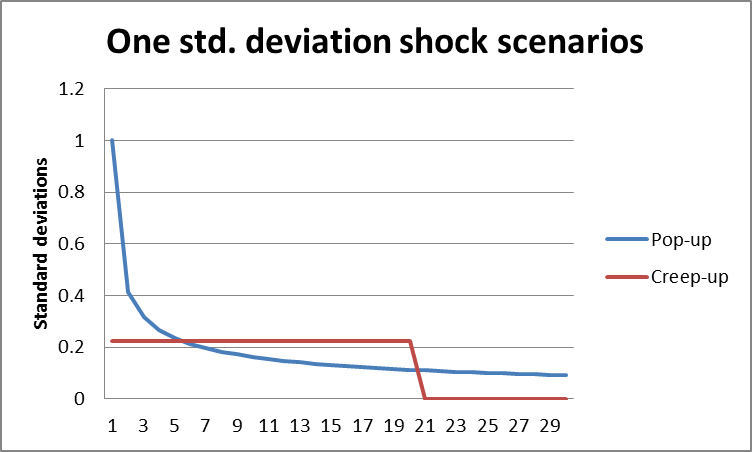 One std. deviation shock scenarios
1.2
1
0.8
0.6
0.4
0.2
0
Standard deviations
1 3 5 7 9 11 13 15 17 19 21 23 25 27 29
Pop-up
Creep-up